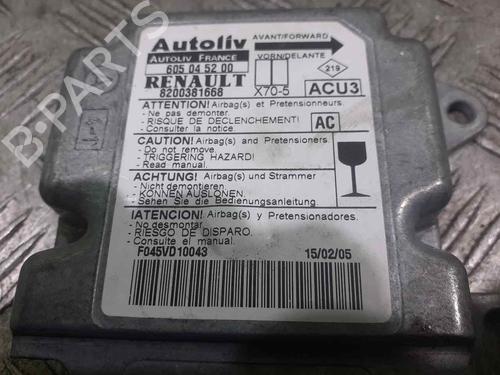 Autoliv
AVANT/FORWARD
AUTOLIV FRANCE
VORN/DELANTE
605 04 52 00
219
RENAULT
X70-5
ACU3
8200381668
ATTENTION! Airbag(s) et Pretensionneurs.
- Ne pas demonter.
- RISQUE DE DECLENCHEMENT!
- Consulter la notice.
AC
CAUTION! Airbag(s) and Pretensioners
- Do not remove.
- TRIGGERING HAZARD!
- Read manual.
ACHTUNG! Airbag(s) und Strammer
- Nicht demontieren.
- KONNEN AUSLONEN.
- Sehen Sie die Bedienungsanleitung.
!ATENCION! Airbag(s) y Pretensionadores.
- No desmontar.
- RIESGO DE DISPARO.
- Consulte el manual.
F045VD10043
15/02/05
B-PARTS